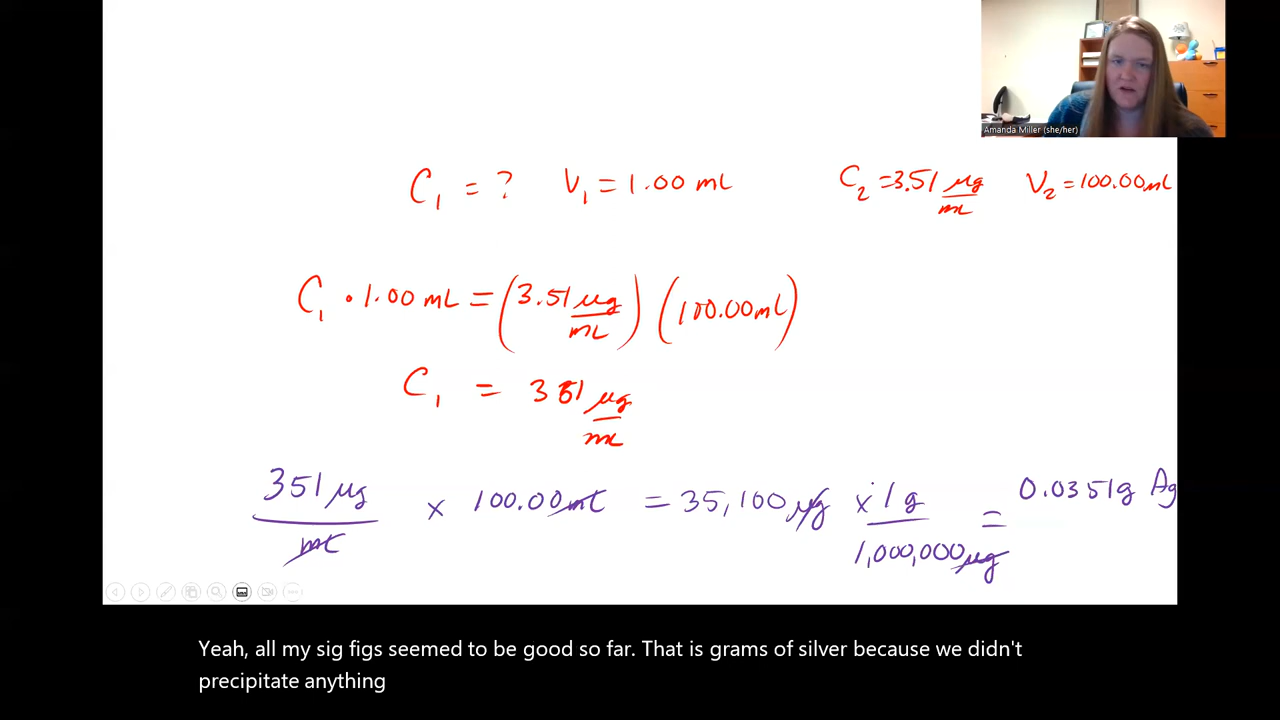 Amanda Miller (she/her)
C₁ = ? V₁ = 1.00 mL C₂ = 3.51 µg/mL V₂ = 100.00 mL
C₁ · 1.00 mL = (3.51 µg/mL) (100.00 mL)
C₁ = 351 µg/mL
351 µg/mL × 100.00 mL = 35,100 µg × 1 g/1,000,000 µg = 0.0351g Ag
Yeah, all my sig figs seemed to be good so far. That is grams of silver because we didn't
precipitate anything